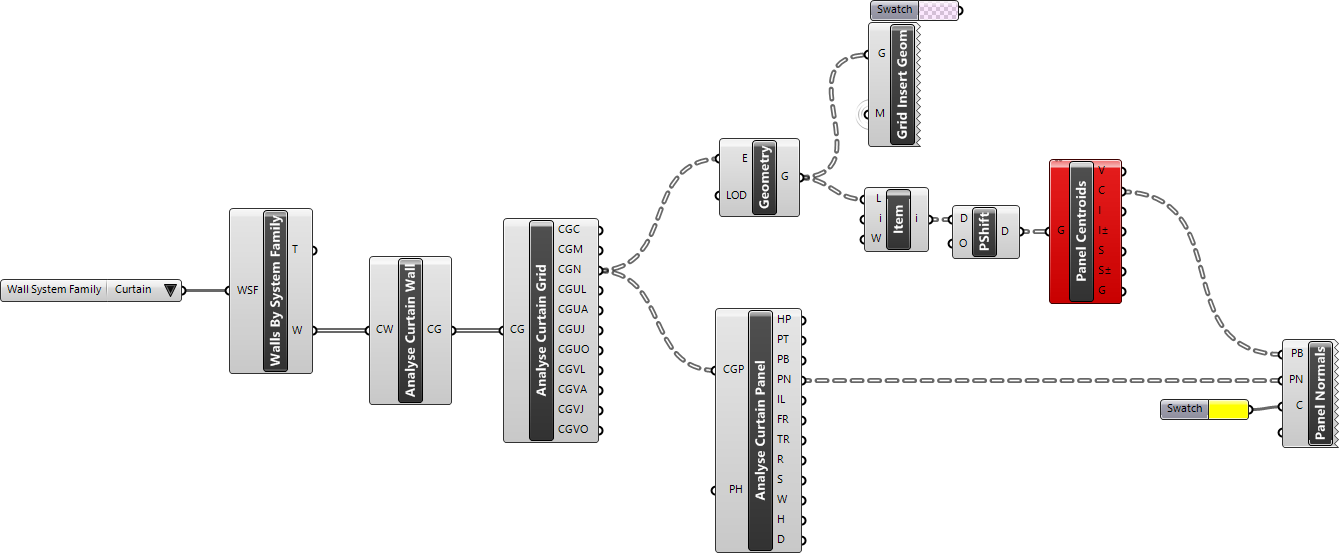 Wall System Family Curtain
WSF
Walls By System Family
T
W
CW
Analyse Curtain Wall
CG
CG
Analyse Curtain Grid
CGC
CGM
CGN
CGUL
CGUA
CGUJ
CGUO
CGVL
CGVA
CGVJ
CGVO
E
LOD
Geometry
G
Swatch
G
M
Grid Insert Geom
L
i
W
Item
i
D
O
PShift
D
G
Panel Centroids
V
C
I
I±
S
S±
G
CGP
PH
Analyse Curtain Panel
HP
PT
PB
PN
IL
FR
TR
R
S
W
H
D
Swatch
PB
PN
C
Panel Normals